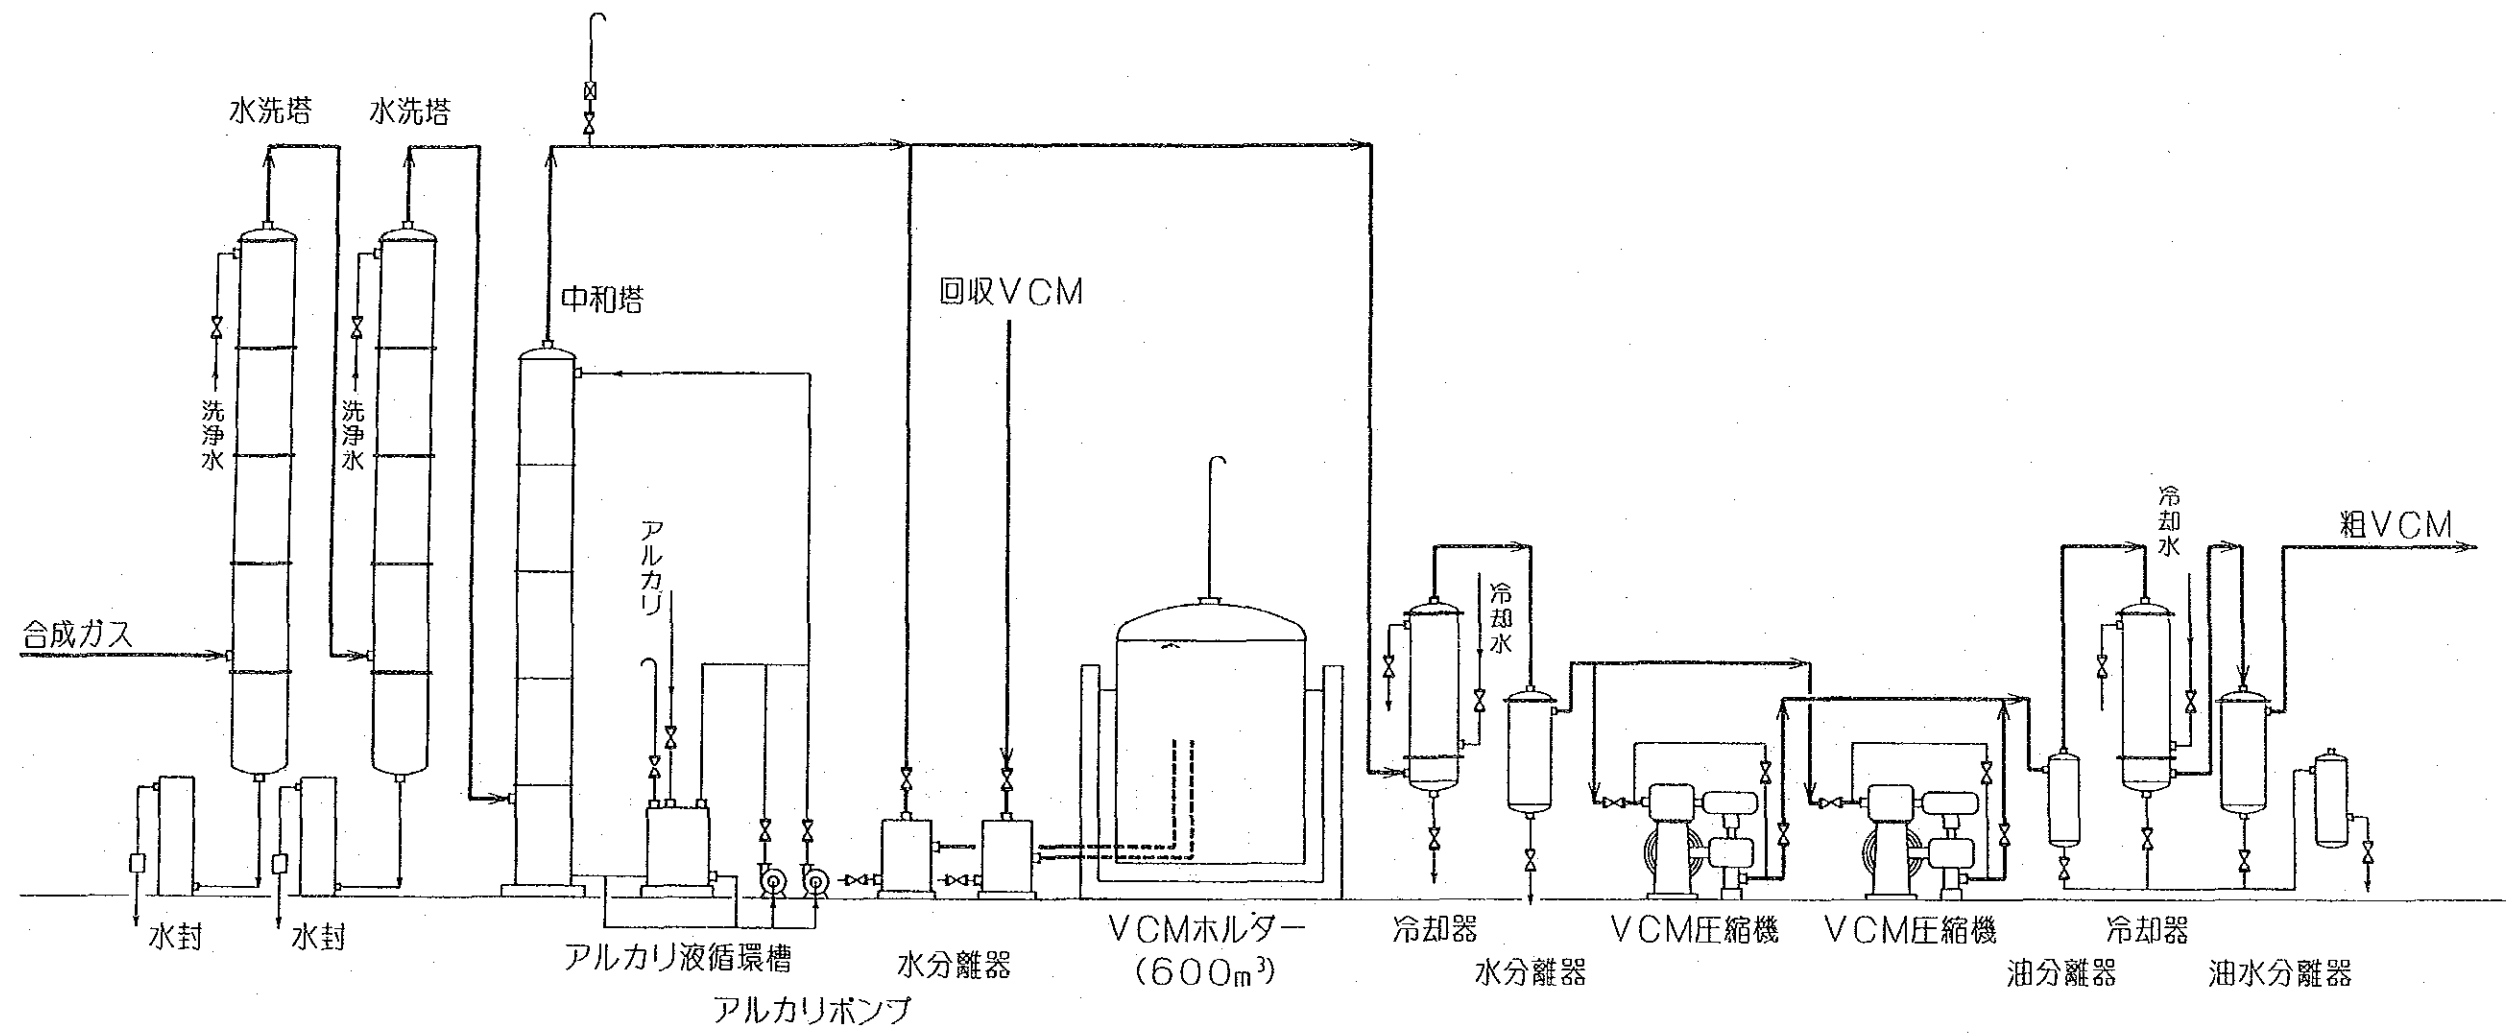 水洗塔
水洗塔
中和塔
回収VCM
洗浄水
洗浄水
アルカリ
合成ガス
冷却水
冷却水
粗VCM
水封
水封
アルカリ液循環槽
アルカリポンプ
水分離器
VCMホルダー
(600m³)
冷却器
水分離器
VCM圧縮機
VCM圧縮機
油分離器
冷却器
油水分離器